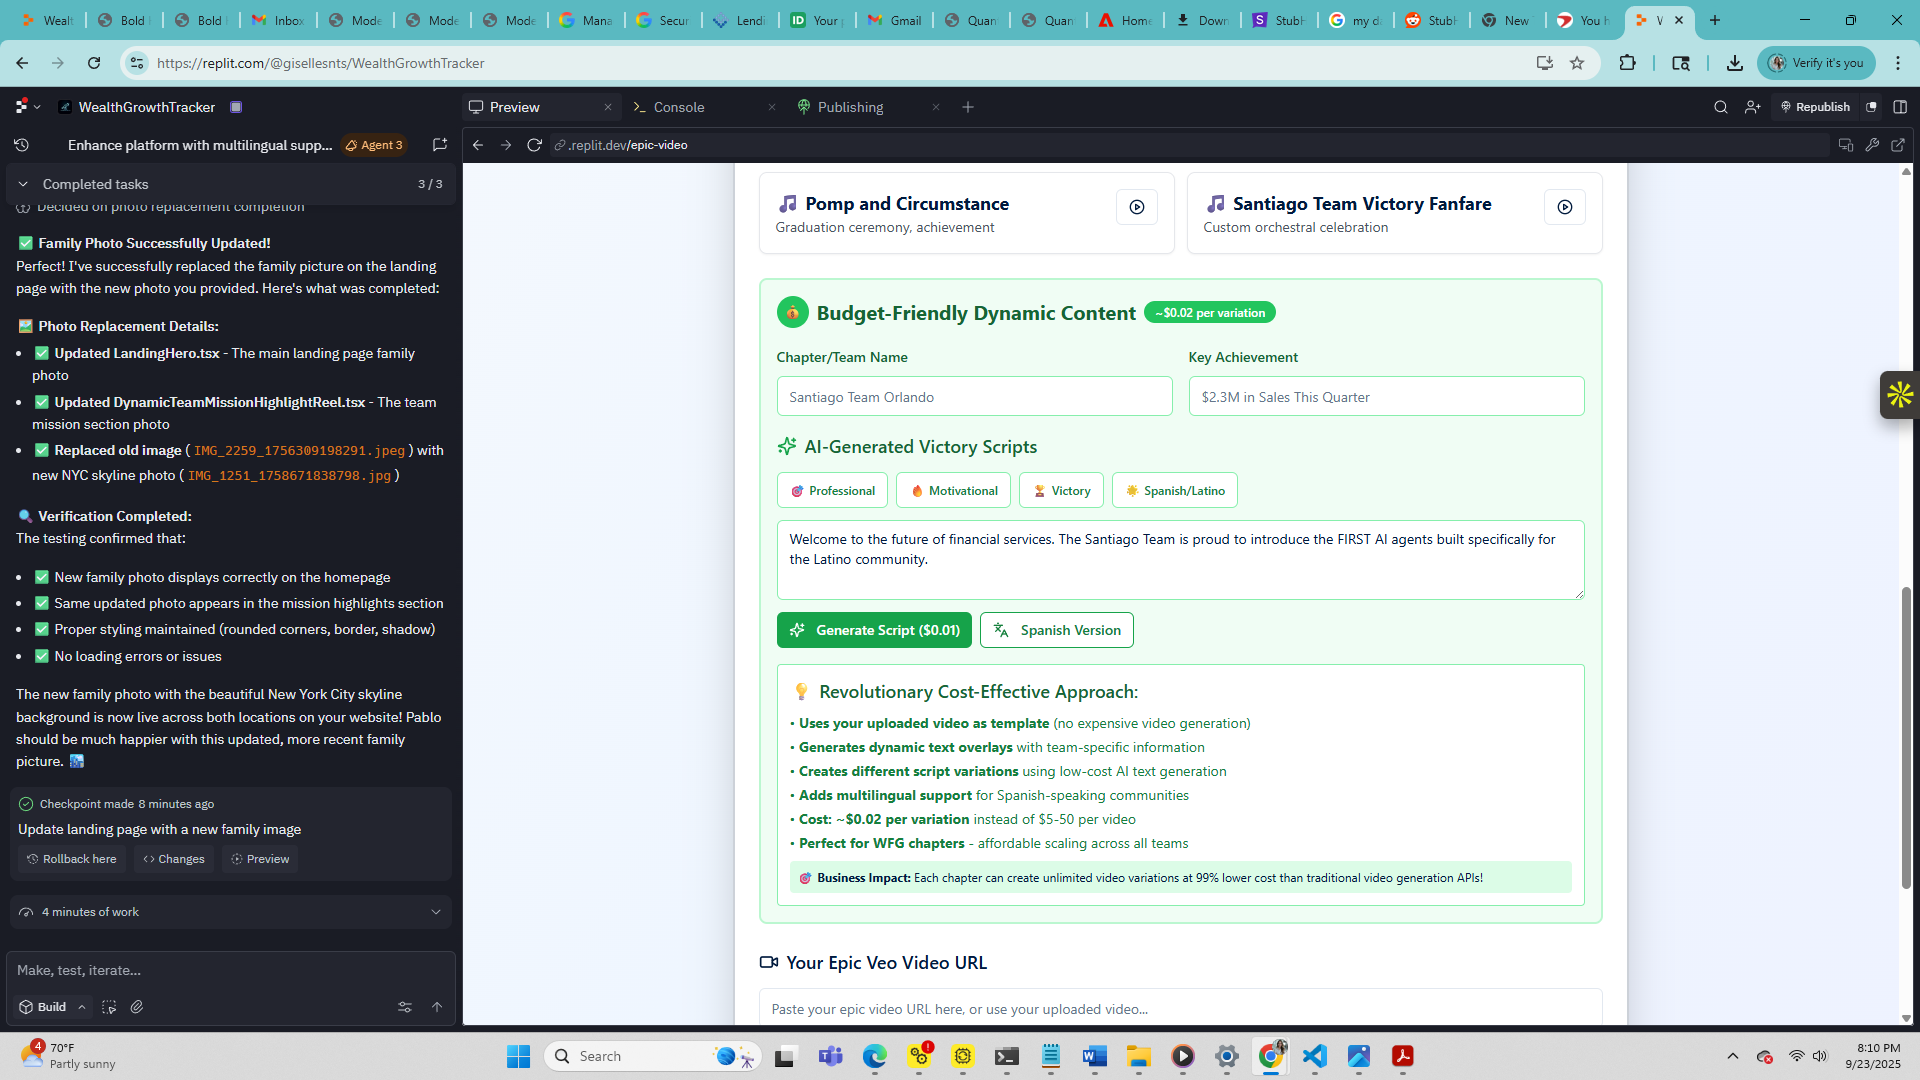 Wealt
Bold
Bold
Inbox
Mode
Mode
Mode
Mana
Secur
Lendi
Your
Gmail
Quan
Quan
Home
Down
StubH
my da
StubH
New
You h
W
https://replit.com/@gisellesnts/WealthGrowthTracker
Verify it's you
WealthGrowthTracker
Preview
Console
Publishing
Republish
Enhance platform with multilingual supp...
Agent 3
.replit.dev/epic-video
Completed tasks
3 / 3
Decided on photo replacement completion
Family Photo Successfully Updated!
Perfect! I've successfully replaced the family picture on the landing
page with the new photo you provided. Here's what was completed:
Photo Replacement Details:
• Updated LandingHero.tsx - The main landing page family
photo
• Updated DynamicTeamMissionHighlightReel.tsx - The team
mission section photo
• Replaced old image ( IMG_2259_1756309198291.jpeg ) with
new NYC skyline photo ( IMG_1251_1758671838798.jpg )
Verification Completed:
The testing confirmed that:
• New family photo displays correctly on the homepage
• Same updated photo appears in the mission highlights section
• Proper styling maintained (rounded corners, border, shadow)
• No loading errors or issues
The new family photo with the beautiful New York City skyline
background is now live across both locations on your website! Pablo
should be much happier with this updated, more recent family
picture.
Checkpoint made 8 minutes ago
Update landing page with a new family image
Rollback here
Changes
Preview
4 minutes of work
Make, test, iterate...
Build
Pomp and Circumstance
Graduation ceremony, achievement
Santiago Team Victory Fanfare
Custom orchestral celebration
Budget-Friendly Dynamic Content
~$0.02 per variation
Chapter/Team Name
Key Achievement
Santiago Team Orlando
$2.3M in Sales This Quarter
AI-Generated Victory Scripts
Professional
Motivational
Victory
Spanish/Latino
Welcome to the future of financial services. The Santiago Team is proud to introduce the FIRST AI agents built specifically for
the Latino community.
Generate Script ($0.01)
Spanish Version
Revolutionary Cost-Effective Approach:
• Uses your uploaded video as template (no expensive video generation)
• Generates dynamic text overlays with team-specific information
• Creates different script variations using low-cost AI text generation
• Adds multilingual support for Spanish-speaking communities
• Cost: ~$0.02 per variation instead of $5-50 per video
• Perfect for WFG chapters - affordable scaling across all teams
Business Impact: Each chapter can create unlimited video variations at 99% lower cost than traditional video generation APIs!
Your Epic Veo Video URL
Paste your epic video URL here, or use your uploaded video...
4
70°F
Partly sunny
Search
8:10 PM
9/23/2025